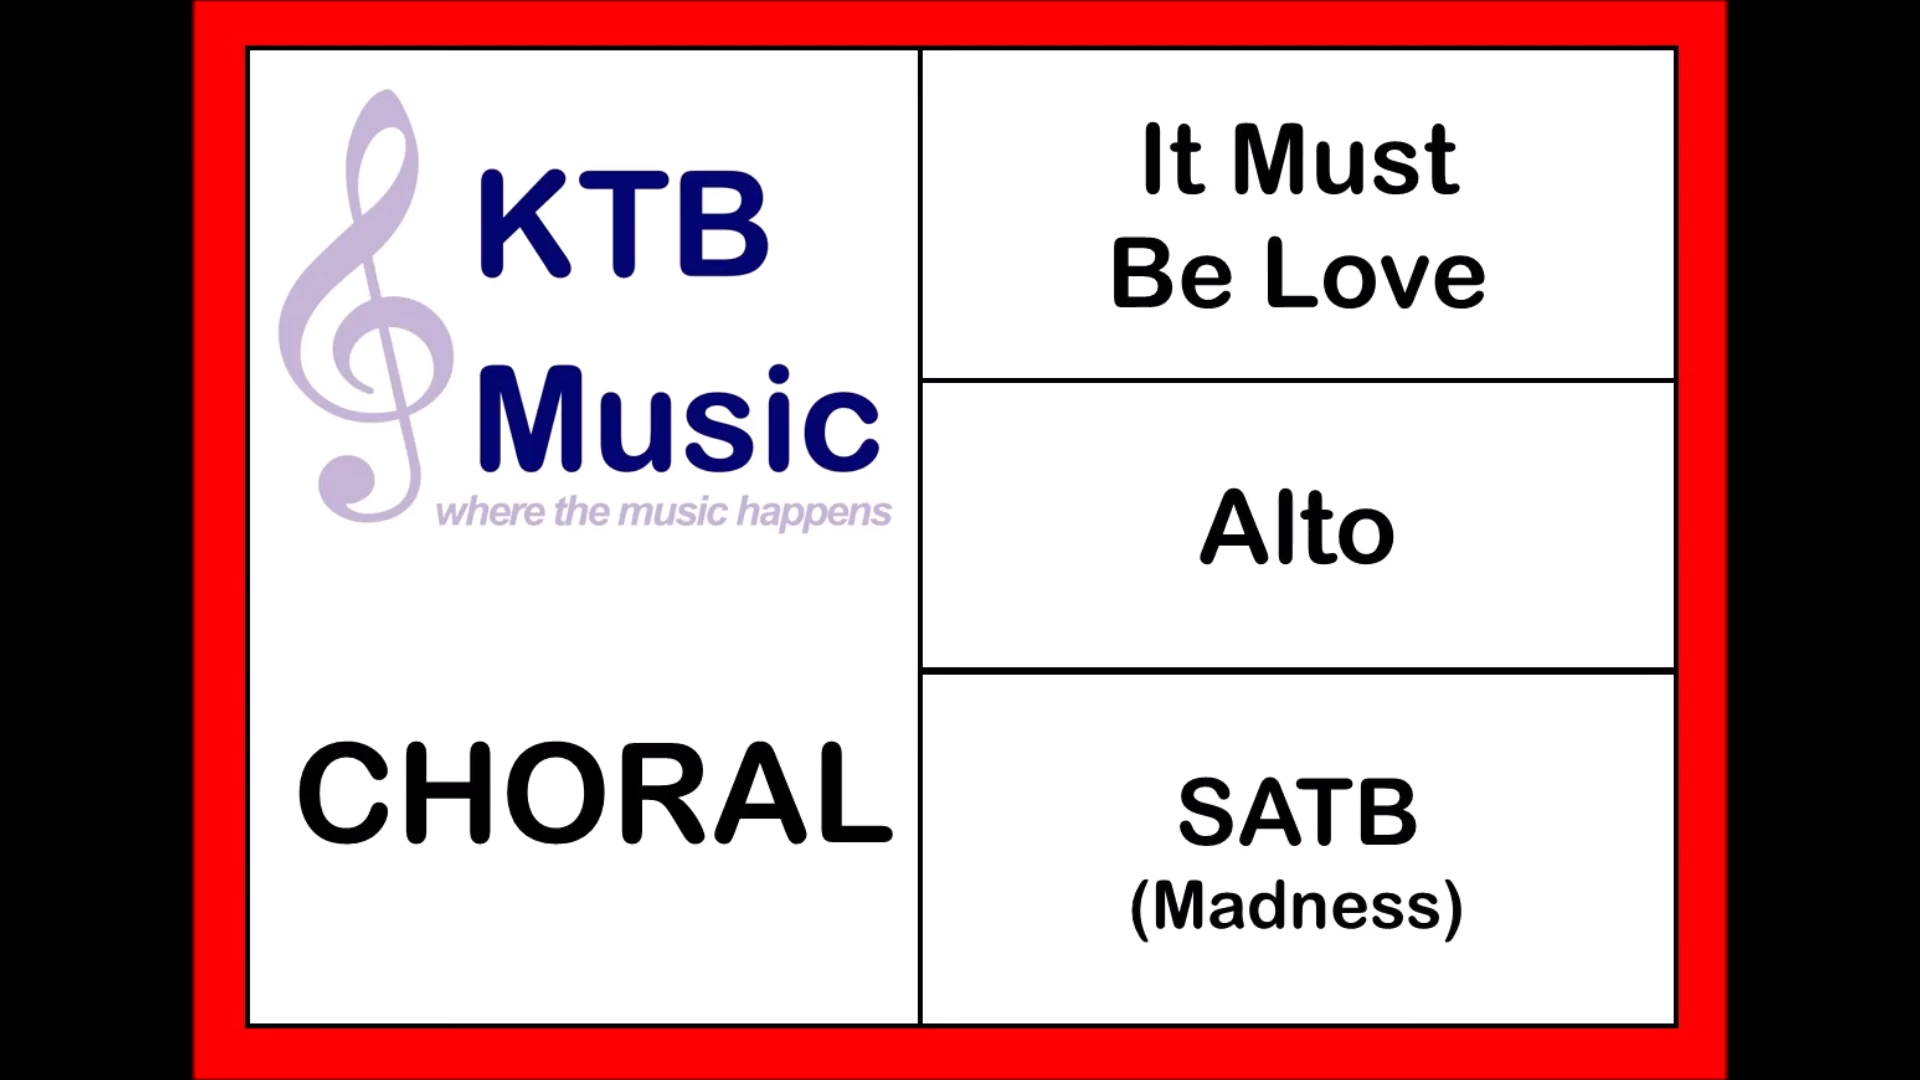 KTB
Music
where the music happens
CHORAL
It Must
Be Love
Alto
SATB
(Madness)